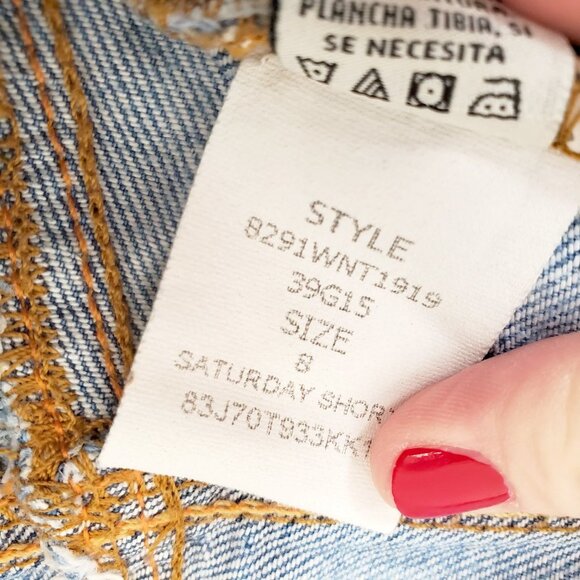 PLANCHA TIBIA, SI
SE NECESITA
STYLE
8291WNT1919
39G15
SIZE
8
SATURDAY SHOR
83J70T933KK